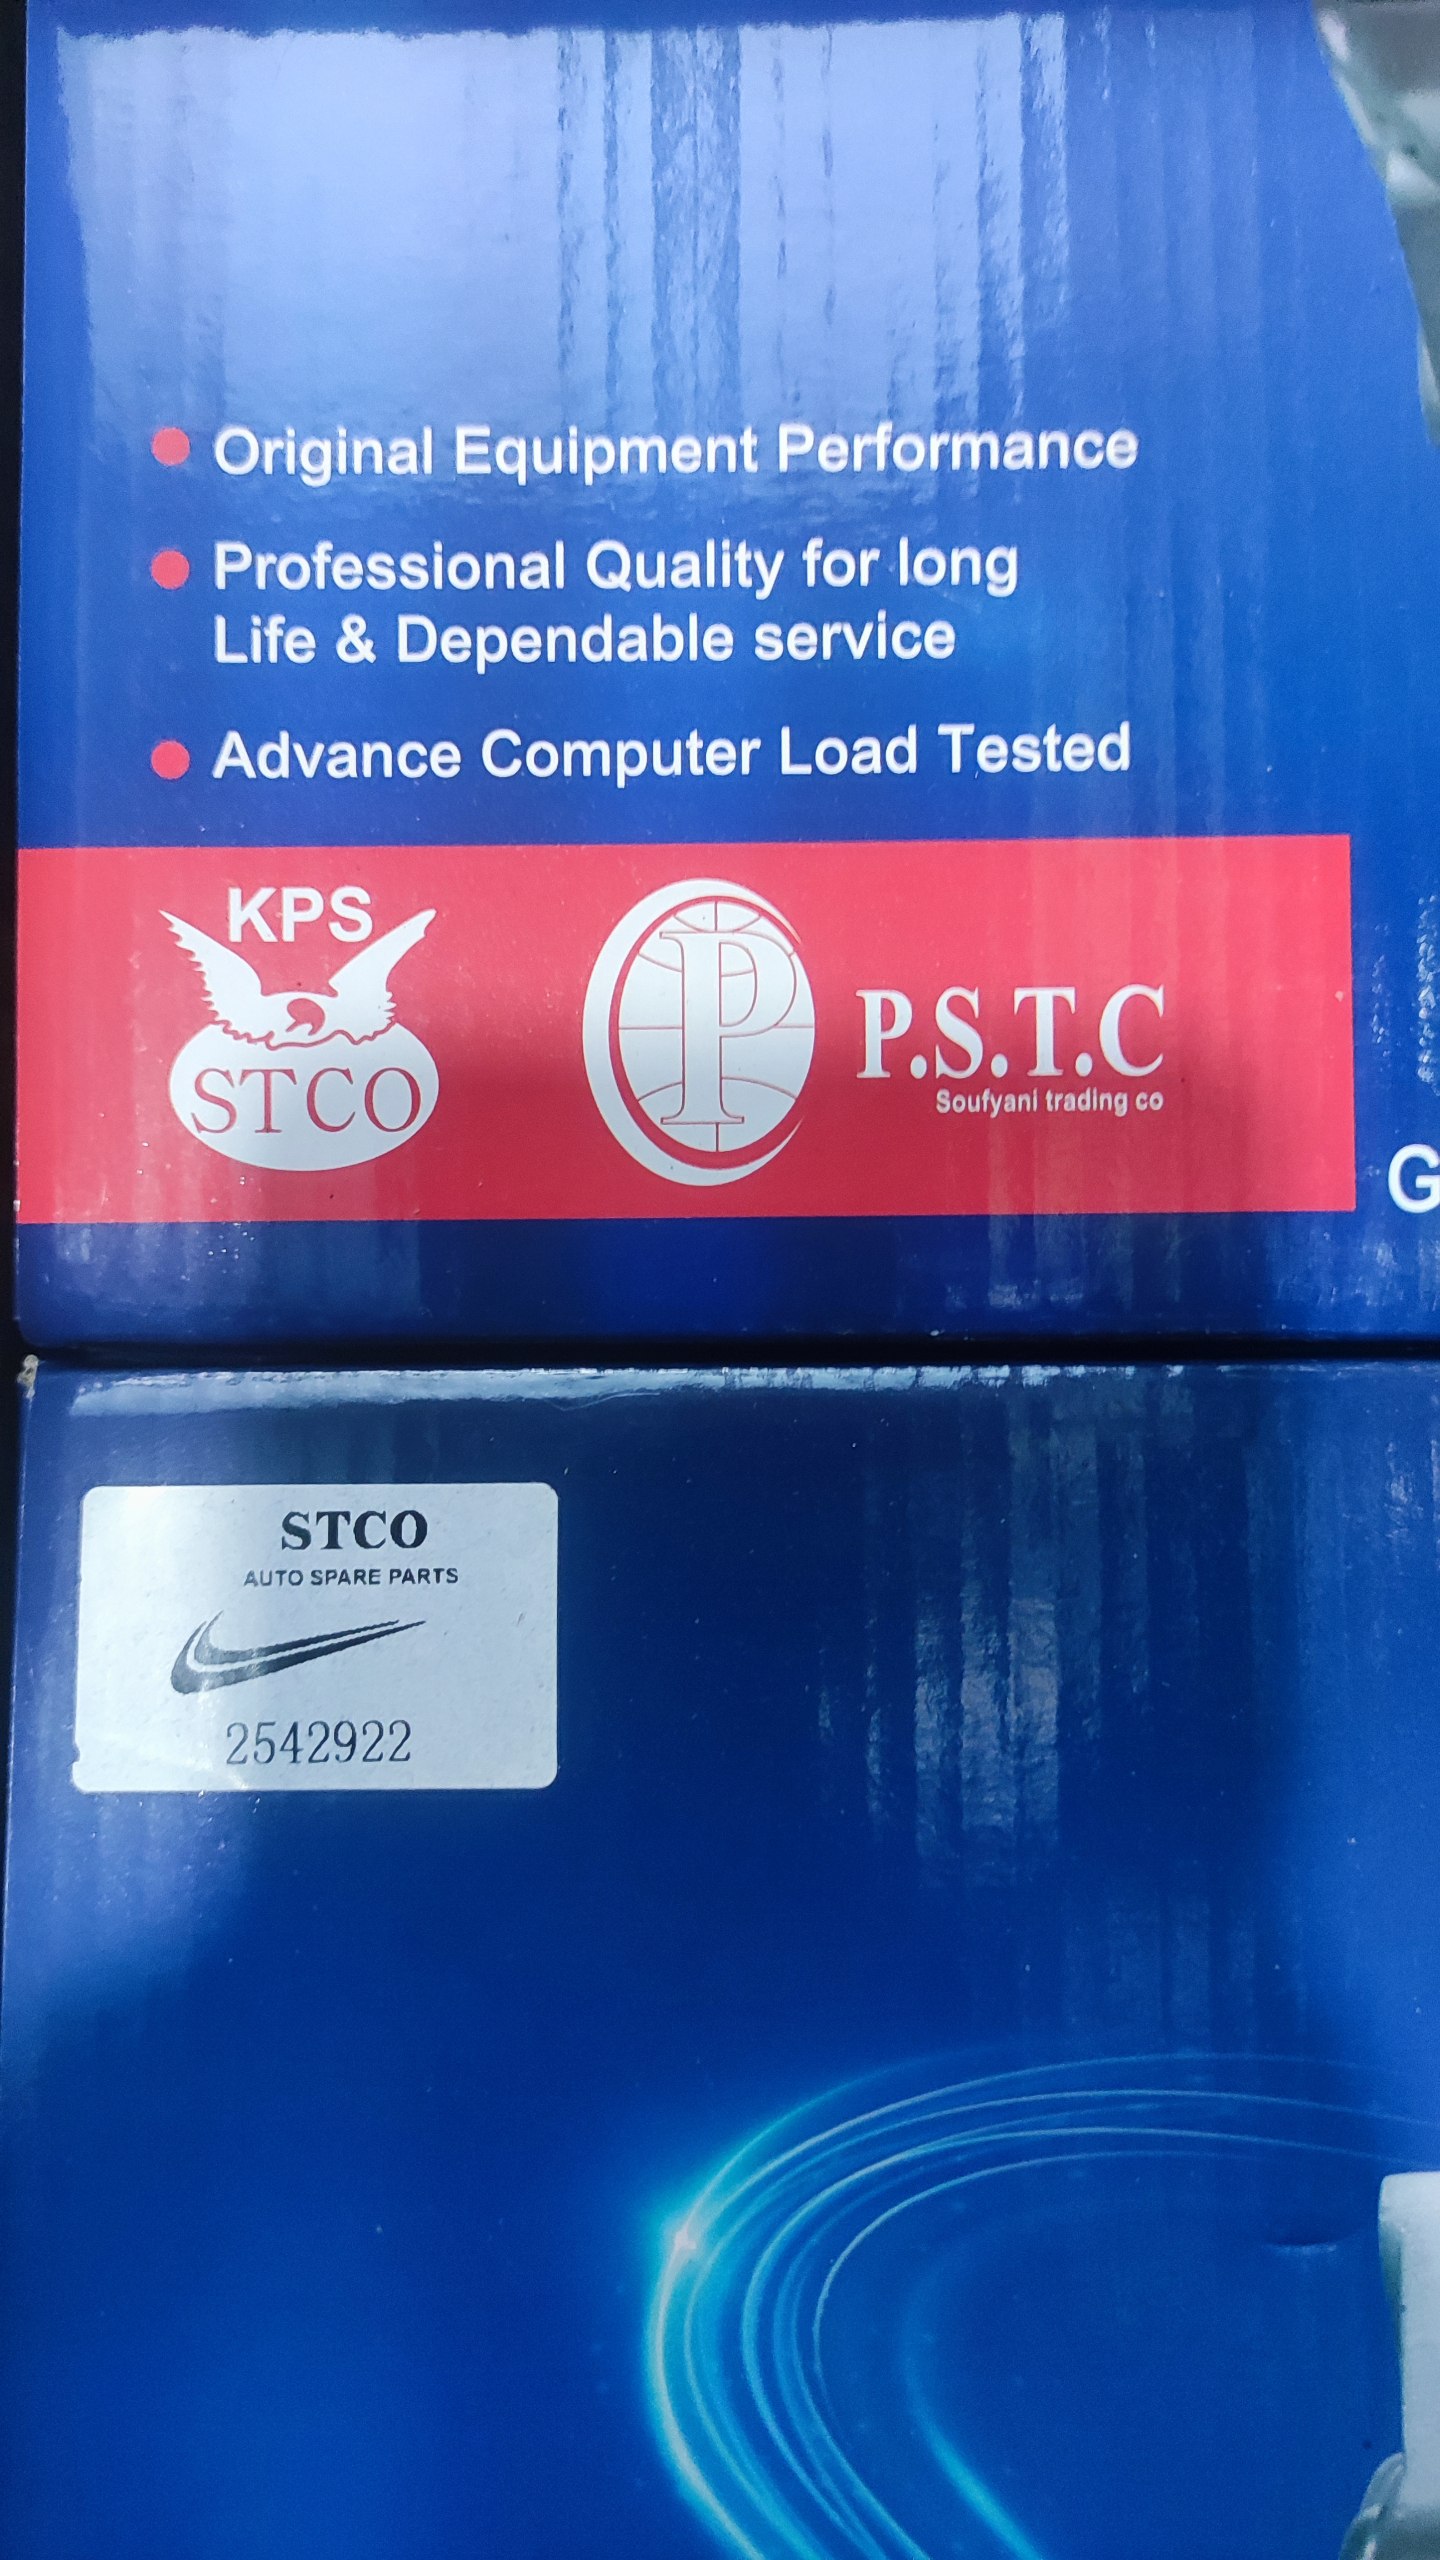 Original Equipment Performance
Professional Quality for long
Life & Dependable service
Advance Computer Load Tested
KPS
STCO
P
P.S.T.C
Soufyani trading co
G
STCO
AUTO SPARE PARTS
2542922